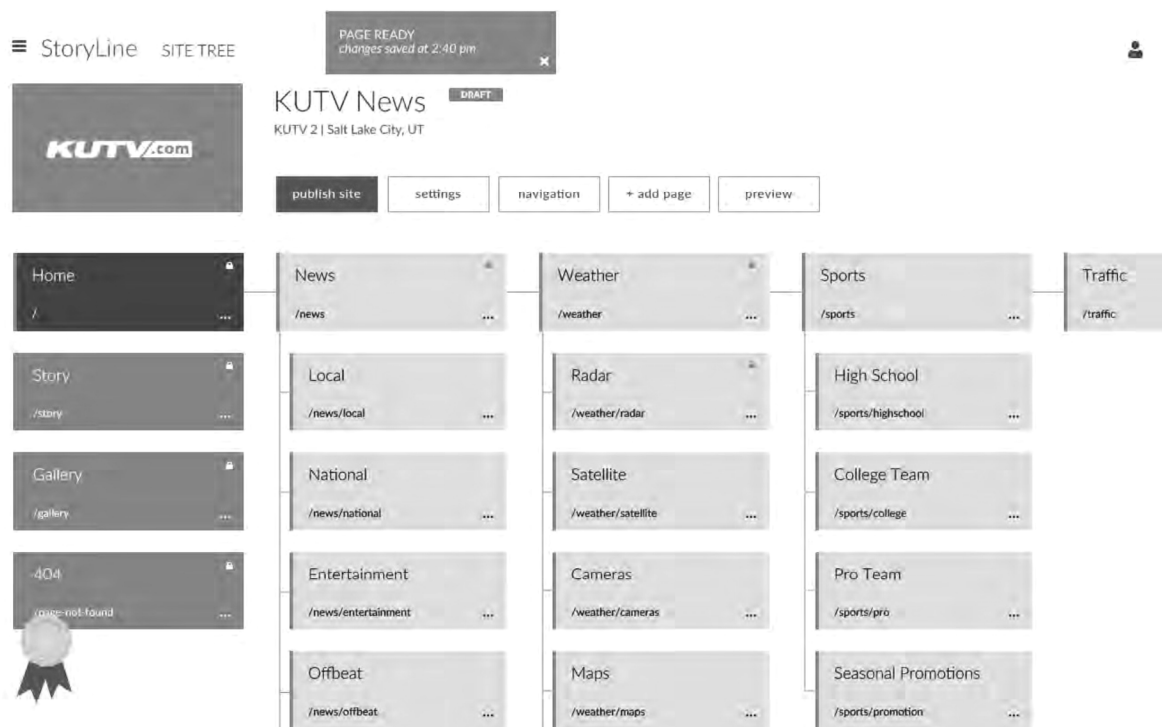 PAGE READY
changes saved at 2:40 pm
StoryLine SITE TREE
KUTV.com
KUTV News DRAFT
KUTV 2 | Salt Lake City, UT
publish site settings navigation + add page preview
Home News Weather Sports Traffic
/ /news /weather /sports /traffic
Story Local Radar High School
/story /news/local /weather/radar /sports/highschool
Gallery National Satellite College Team
/gallery /news/national /weather/satellite /sports/college
404 Entertainment Cameras Pro Team
/page-not-found /news/entertainment /weather/cameras /sports/pro
Offbeat Maps Seasonal Promotions
/news/offbeat /weather/maps /sports/promotion